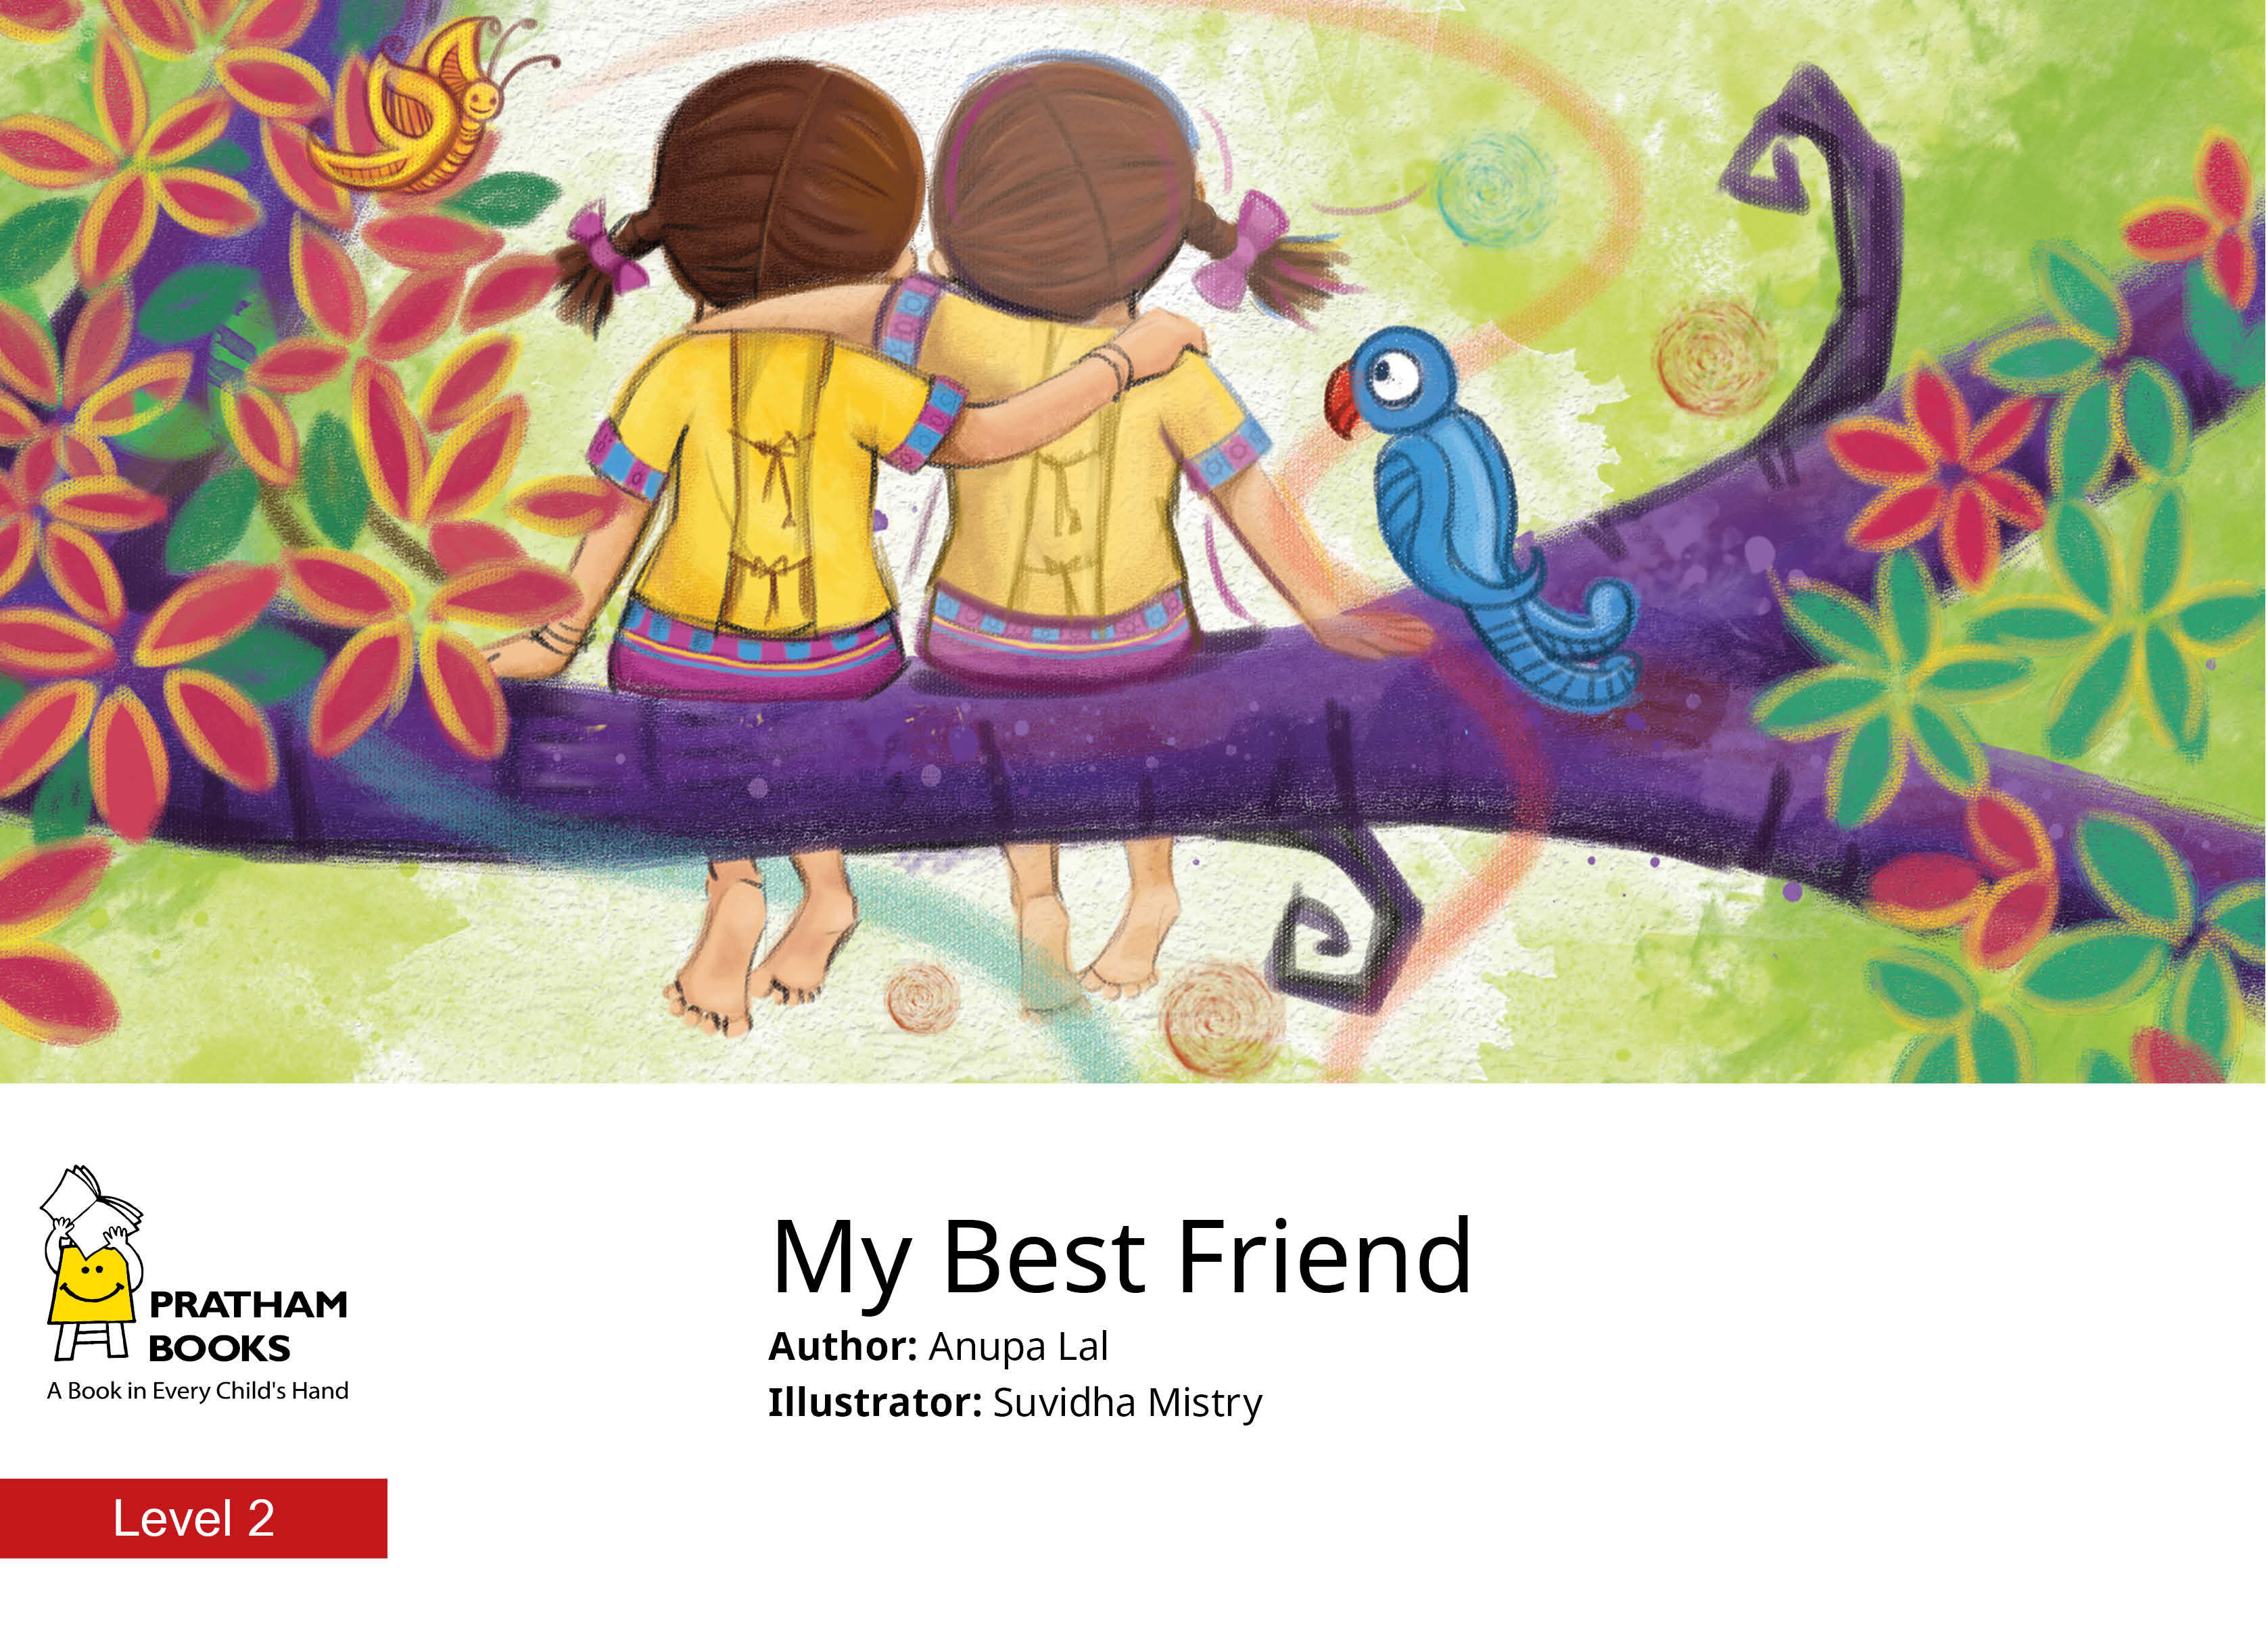 My Best Friend
Author: Anupa Lal
Illustrator: Suvidha Mistry
PRATHAM
BOOKS
A Book in Every Child's Hand
Level 2